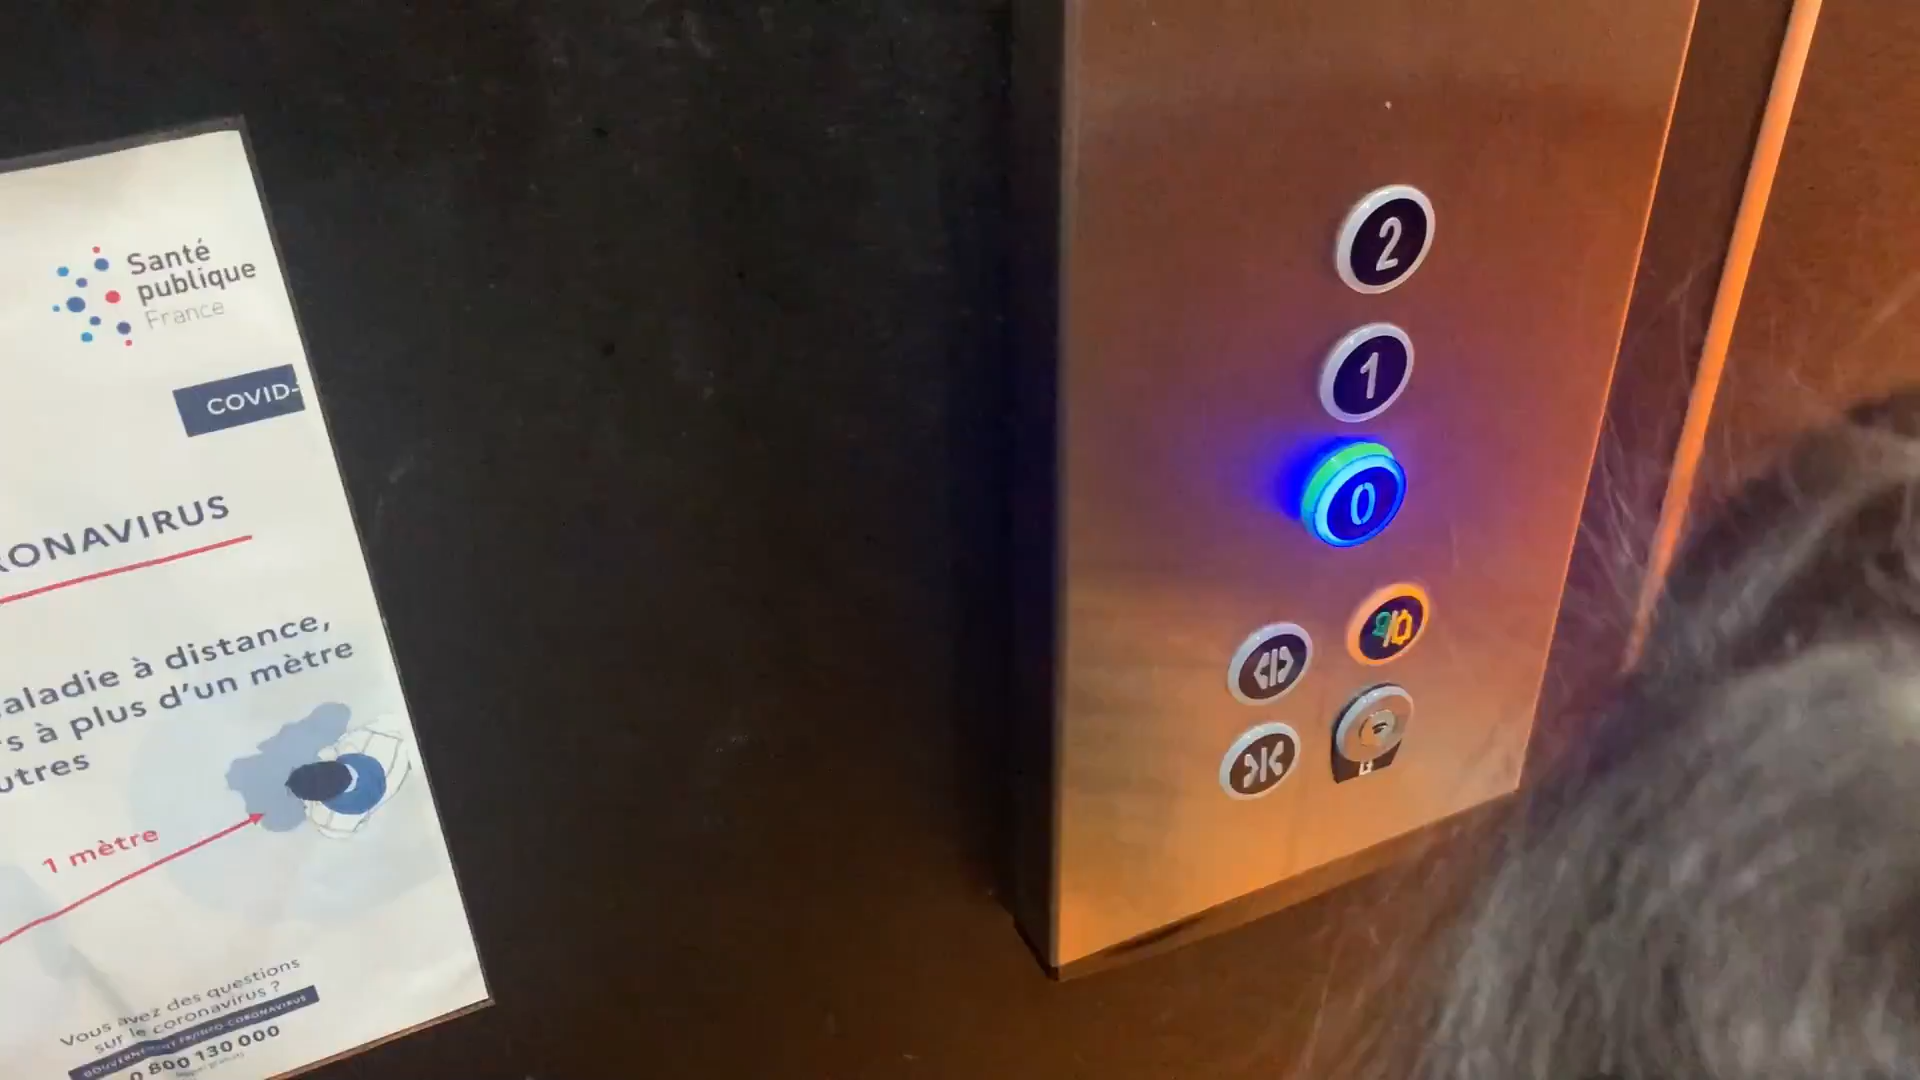 Santé
publique
France
COVID-
RONAVIRUS
aladie à distance,
s à plus d'un mètre
utres
1 mètre
Vous avez des questions
sur le coronavirus ?
0 800 130 000
2
1
0